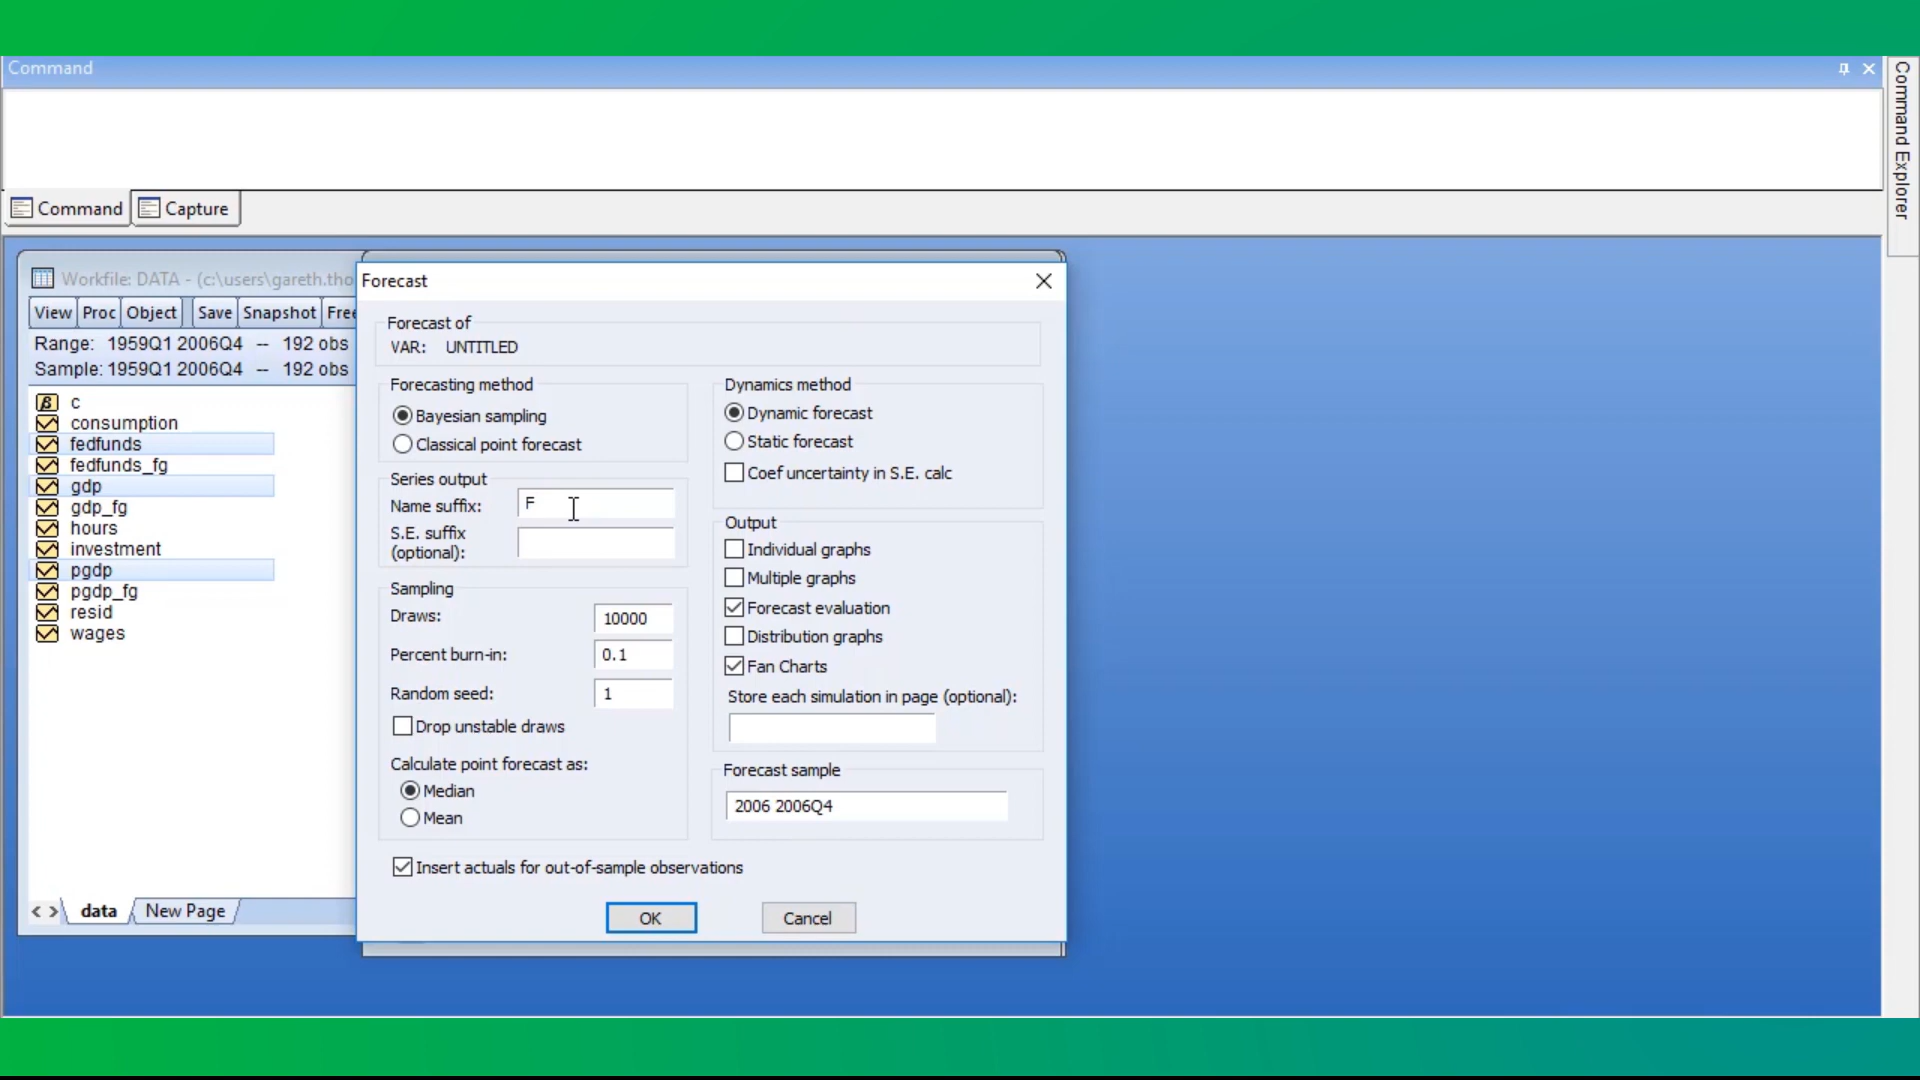 Command
Command Explorer
Command
Capture
Workfile: DATA - (c:\users\gareth.tho
View Proc Object Save Snapshot Fre
Range: 1959Q1 2006Q4 -- 192 obs
Sample: 1959Q1 2006Q4 -- 192 obs
β c
consumption
fedfunds
fedfunds_fg
gdp
gdp_fg
hours
investment
pgdp
pgdp_fg
resid
wages
data
New Page
Forecast
Forecast of
VAR: UNTITLED
Forecasting method
Bayesian sampling
Classical point forecast
Series output
Name suffix: F
S.E. suffix
(optional):
Sampling
Draws: 10000
Percent burn-in: 0.1
Random seed: 1
Drop unstable draws
Calculate point forecast as:
Median
Mean
Dynamics method
Dynamic forecast
Static forecast
Coef uncertainty in S.E. calc
Output
Individual graphs
Multiple graphs
Forecast evaluation
Distribution graphs
Fan Charts
Store each simulation in page (optional):
Forecast sample
2006 2006Q4
Insert actuals for out-of-sample observations
OK
Cancel